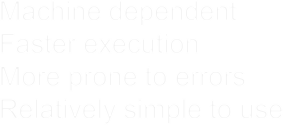 Machine dependent
Faster execution
More prone to errors
Relatively simple to use